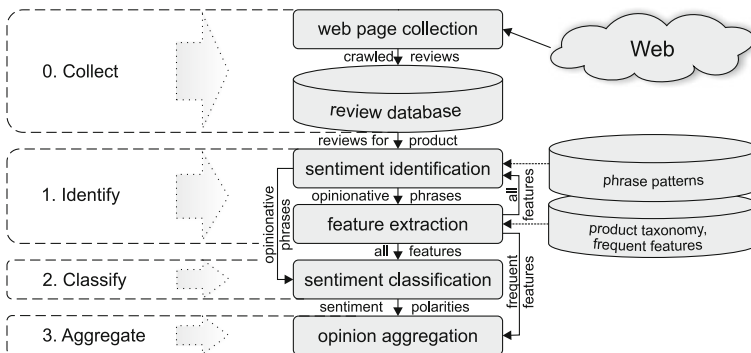 web page collection
Web
crawled reviews
0. Collect
review database
reviews for product
sentiment identification
phrase patterns
1. Identify
opinionative phrases
opinionative phrases
all features
feature extraction
product taxonomy,
frequent features
all features
2. Classify
sentiment classification
frequent features
sentiment polarities
3. Aggregate
opinion aggregation